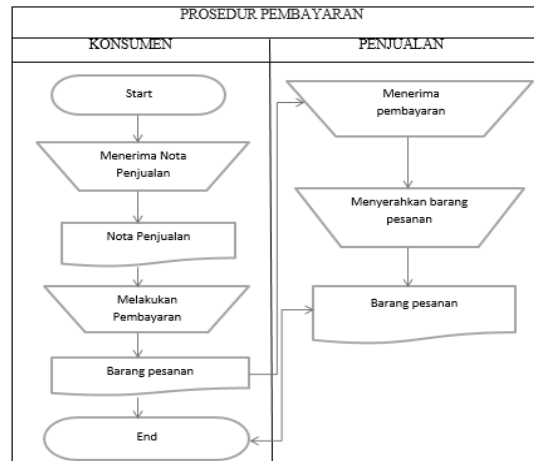 PROSEDUR PEMBAYARAN
KONSUMEN
PENJUALAN
Start
Menerima Nota
Penjualan
Nota Penjualan
Melakukan
Pembayaran
Barang pesanan
End
Menerima
pembayaran
Menyerahkan barang
pesanan
Barang pesanan